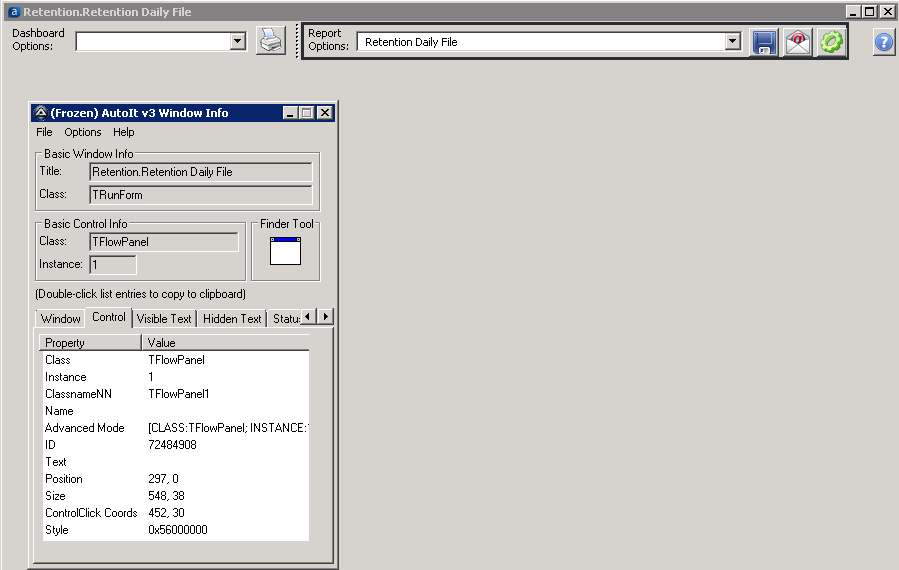 Retention.Retention Daily File
Dashboard
Options:
Report
Options:
Retention Daily File
(Frozen) AutoIt v3 Window Info
File Options Help
Basic Window Info
Title: Retention.Retention Daily File
Class: TRunForm
Basic Control Info
Class: TFlowPanel
Instance: 1
Finder Tool
(Double-click list entries to copy to clipboard)
Window Control Visible Text Hidden Text Status
Property Value
Class TFlowPanel
Instance 1
ClassnameNN TFlowPanel1
Name
Advanced Mode [CLASS:TFlowPanel; INSTANCE:
ID 72484908
Text
Position 297, 0
Size 548, 38
ControlClick Coords 452, 30
Style 0x56000000